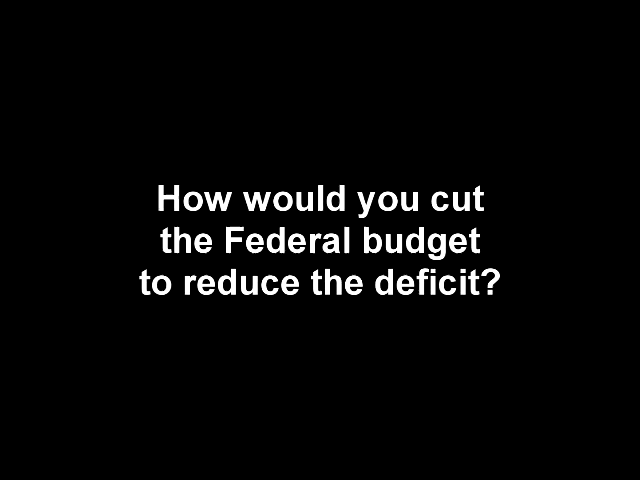 How would you cut
the Federal budget
to reduce the deficit?